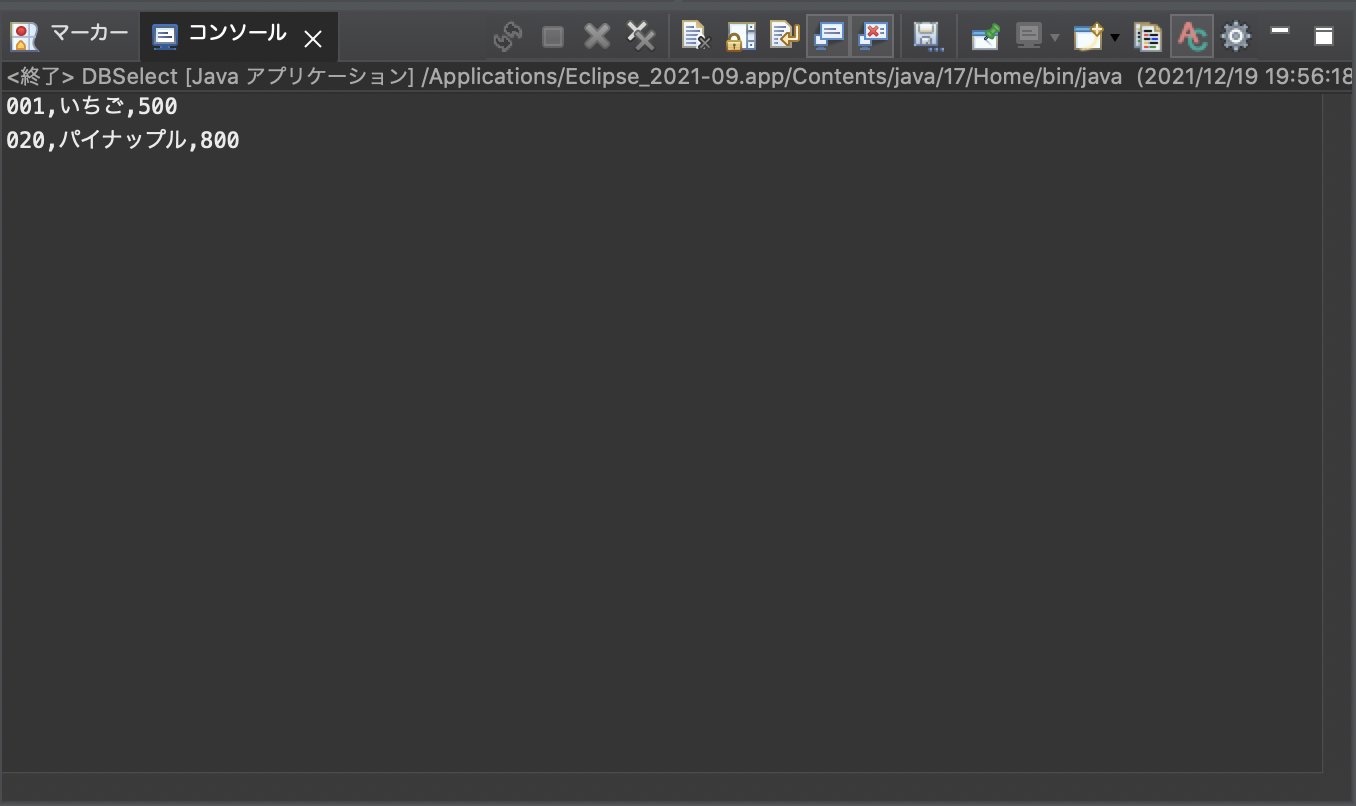 マーカー
コンソール
<終了> DBSelect [Java アプリケーション] /Applications/Eclipse_2021-09.app/Contents/java/17/Home/bin/java (2021/12/19 19:56:18
001,いちご,500
020,パイナップル,800